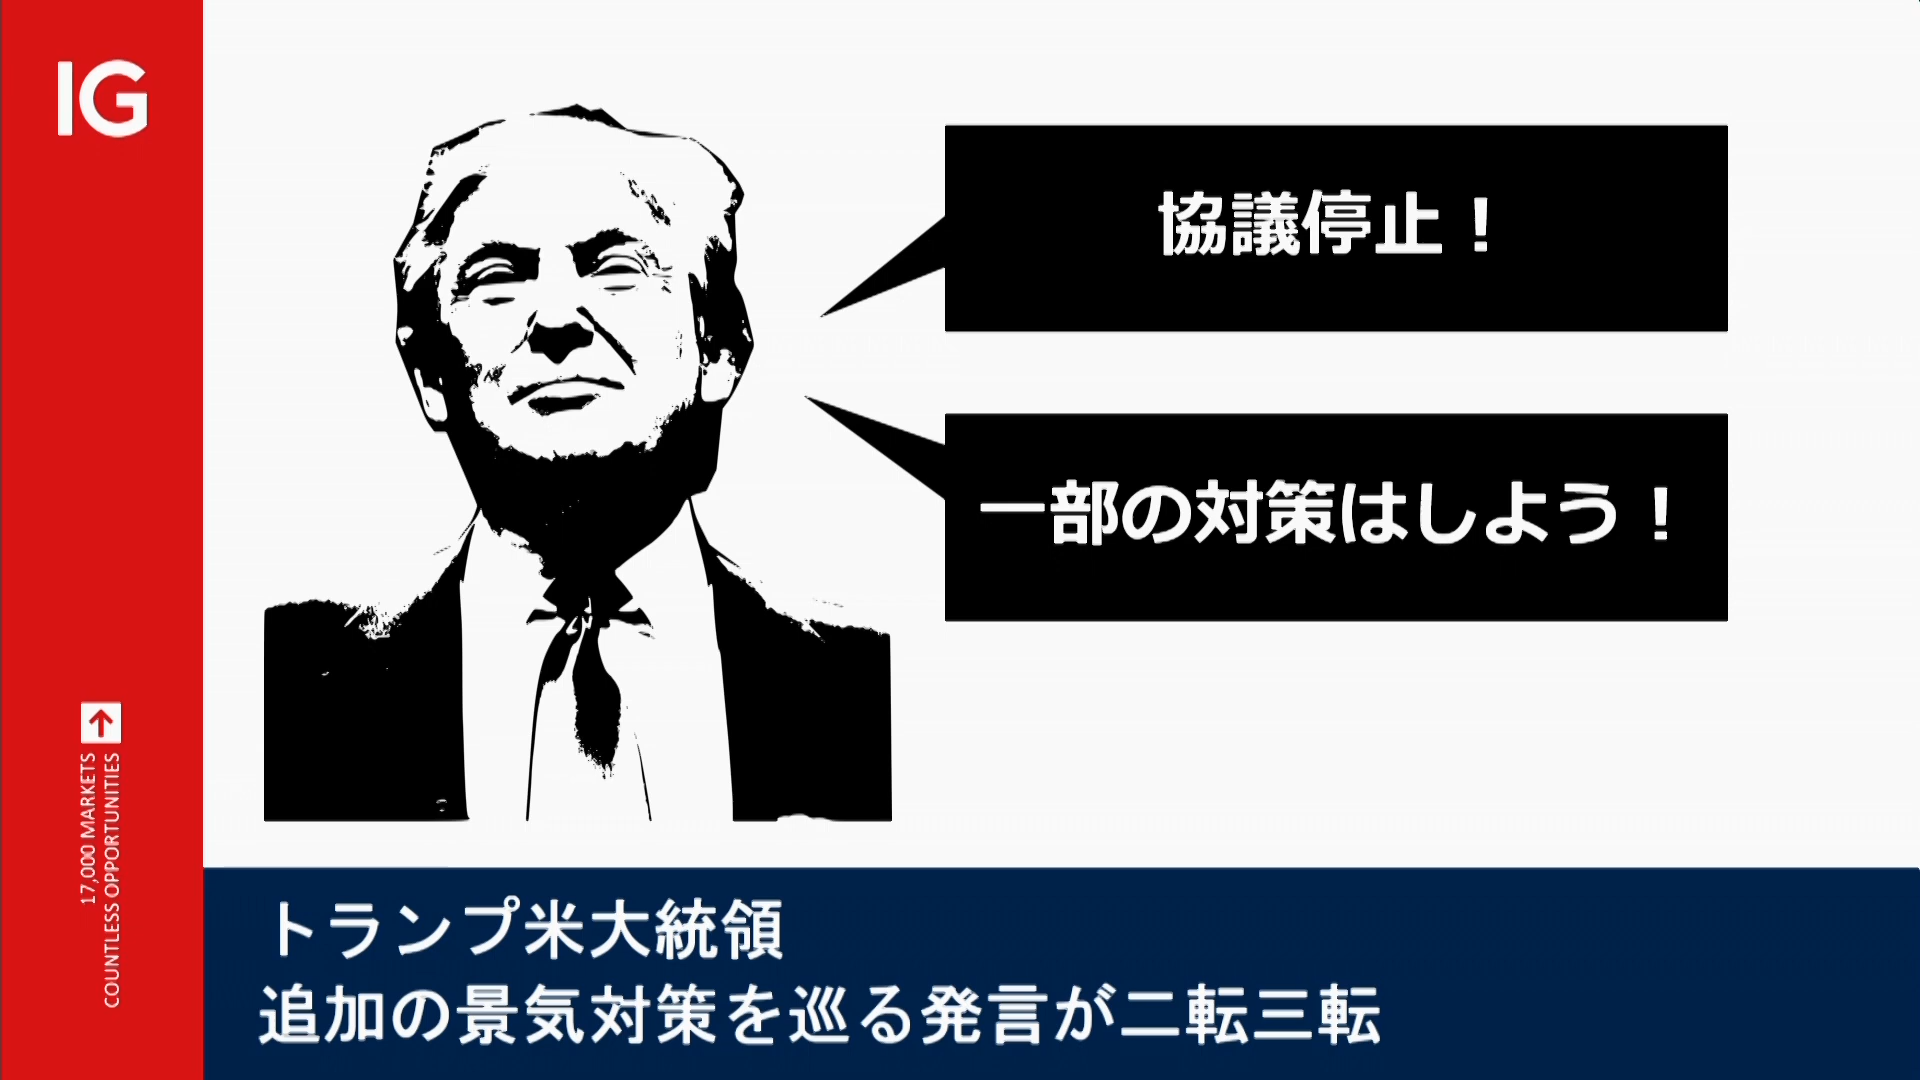 IG
協議停止！
一部の対策はしよう！
17,000 MARKETS
COUNTLESS OPPORTUNITIES
トランプ米大統領
追加の景気対策を巡る発言が二転三転